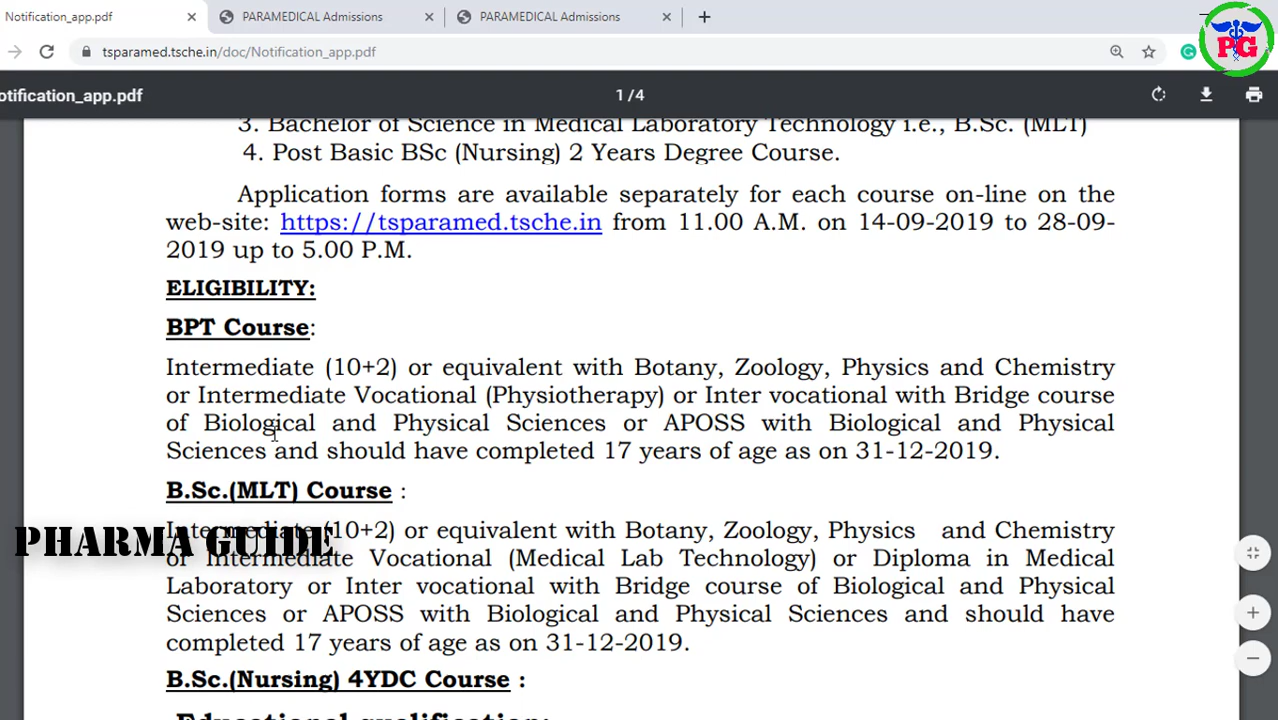 Notification_app.pdf
PARAMEDICAL Admissions
PARAMEDICAL Admissions
tsparamed.tsche.in/doc/Notification_app.pdf
PG
otification_app.pdf
1/4
3. Bachelor of Science in Medical Laboratory Technology i.e., B.Sc. (MLT)
4. Post Basic BSc (Nursing) 2 Years Degree Course.
Application forms are available separately for each course on-line on the
web-site: https://tsparamed.tsche.in from 11.00 A.M. on 14-09-2019 to 28-09-
2019 up to 5.00 P.M.
ELIGIBILITY:
BPT Course:
Intermediate (10+2) or equivalent with Botany, Zoology, Physics and Chemistry
or Intermediate Vocational (Physiotherapy) or Inter vocational with Bridge course
of Biological and Physical Sciences or APOSS with Biological and Physical
Sciences and should have completed 17 years of age as on 31-12-2019.
B.Sc.(MLT) Course :
Intermediate (10+2) or equivalent with Botany, Zoology, Physics and Chemistry
PHARMA GUIDE
or Intermediate Vocational (Medical Lab Technology) or Diploma in Medical
Laboratory or Inter vocational with Bridge course of Biological and Physical
Sciences or APOSS with Biological and Physical Sciences and should have
completed 17 years of age as on 31-12-2019.
B.Sc.(Nursing) 4YDC Course :
Educational qualification: